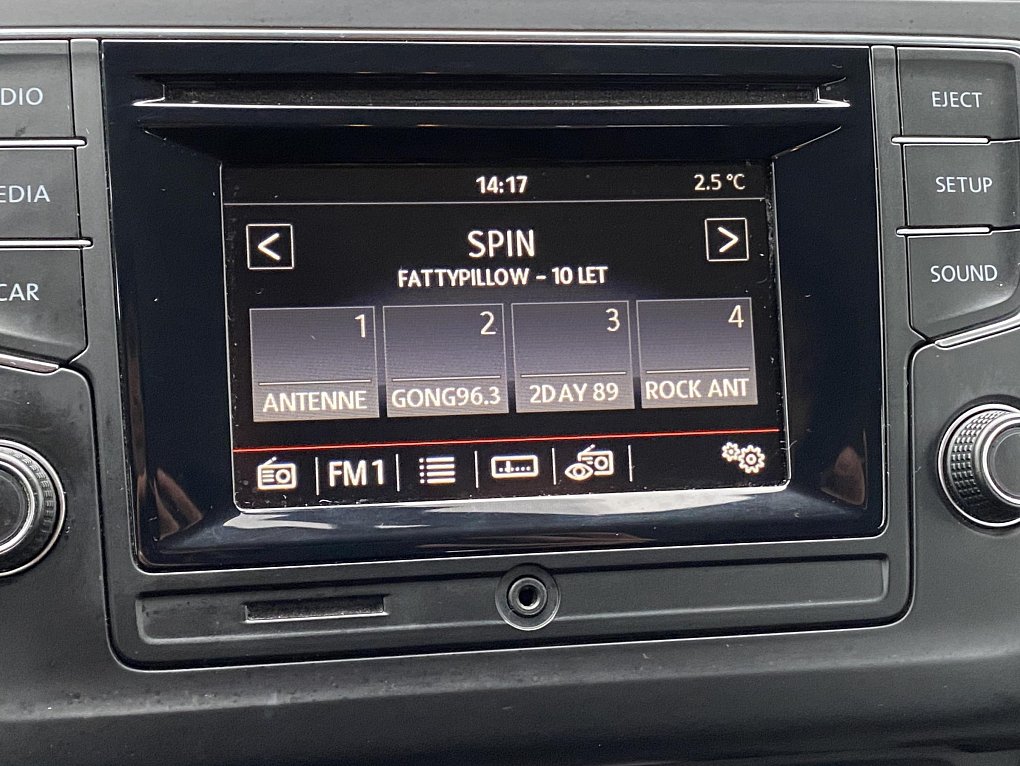 DIO
EDIA
CAR
EJECT
SETUP
SOUND
14:17 2.5 °C
< SPIN >
FATTYPILLOW - 10 LET
1 2 3 4
ANTENNE GONG96.3 2DAY 89 ROCK ANT
FM1